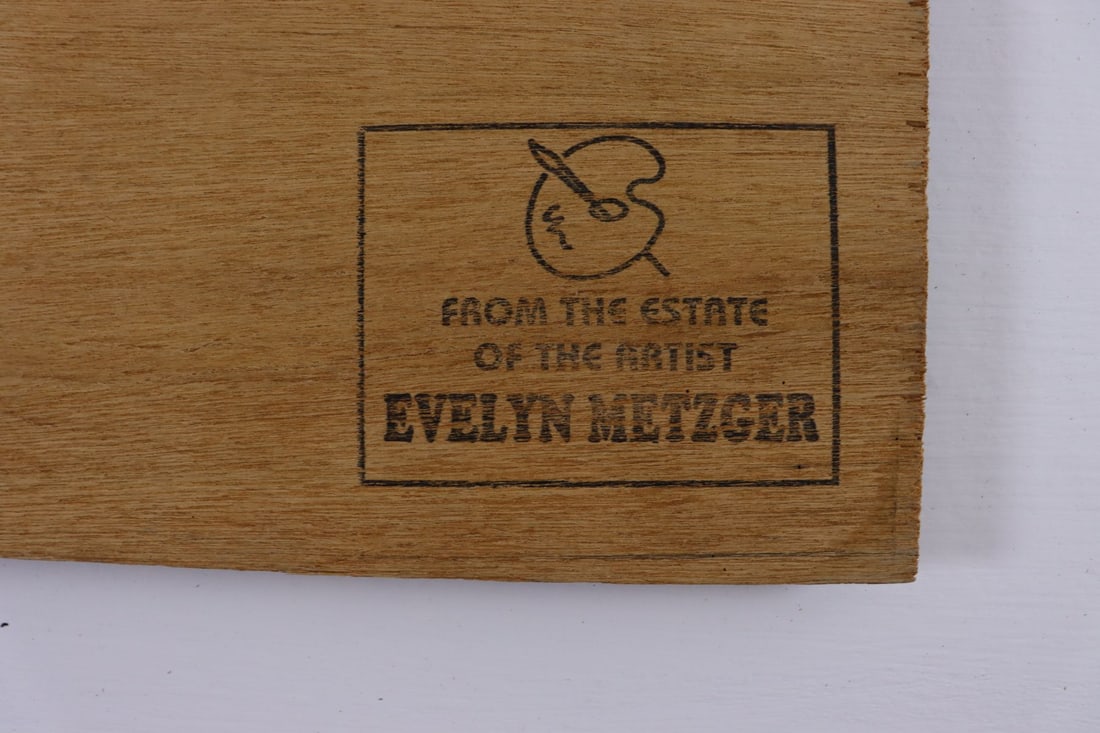 FROM THE ESTATE
OF THE ARTIST
EVELYN METZGER